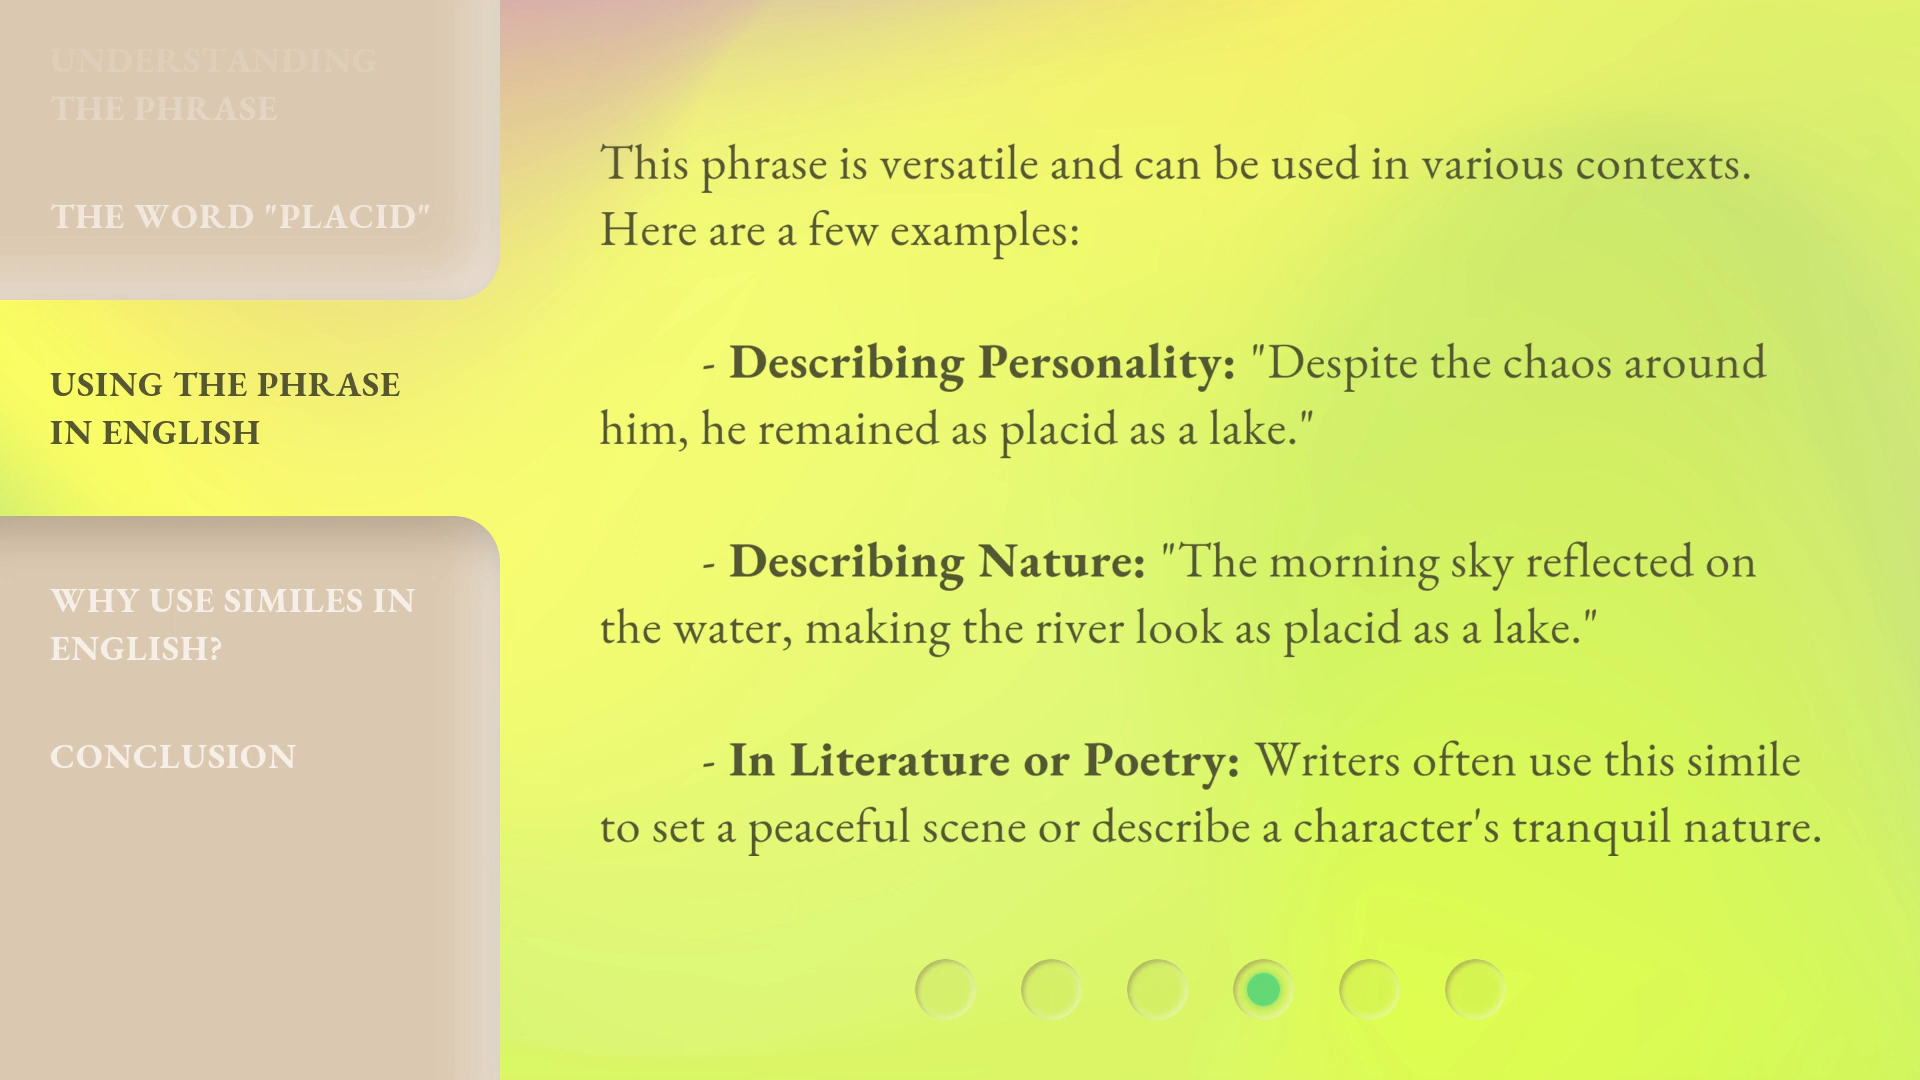 UNDERSTANDING
THE PHRASE
THE WORD "PLACID"
USING THE PHRASE
IN ENGLISH
WHY USE SIMILES IN
ENGLISH?
CONCLUSION
This phrase is versatile and can be used in various contexts.
Here are a few examples:
- Describing Personality: "Despite the chaos around
him, he remained as placid as a lake."
- Describing Nature: "The morning sky reflected on
the water, making the river look as placid as a lake."
- In Literature or Poetry: Writers often use this simile
to set a peaceful scene or describe a character's tranquil nature.